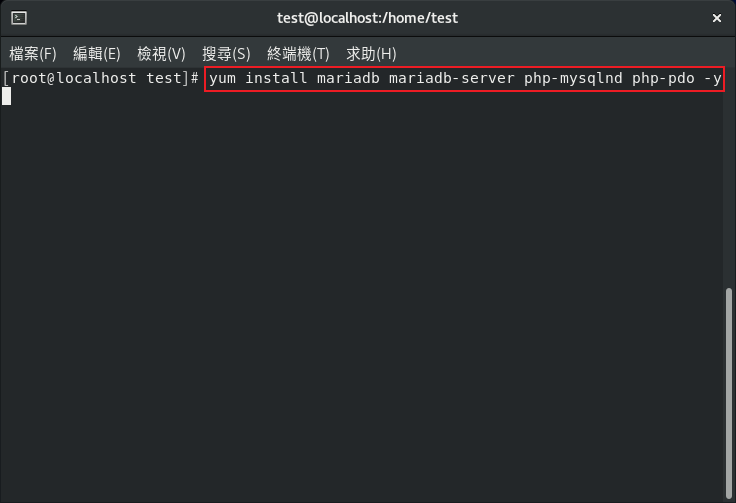 test@localhost:/home/test
檔案(F) 編輯(E) 檢視(V) 搜尋(S) 終端機(T) 求助(H)
[root@localhost test]# yum install mariadb mariadb-server php-mysqlnd php-pdo -y